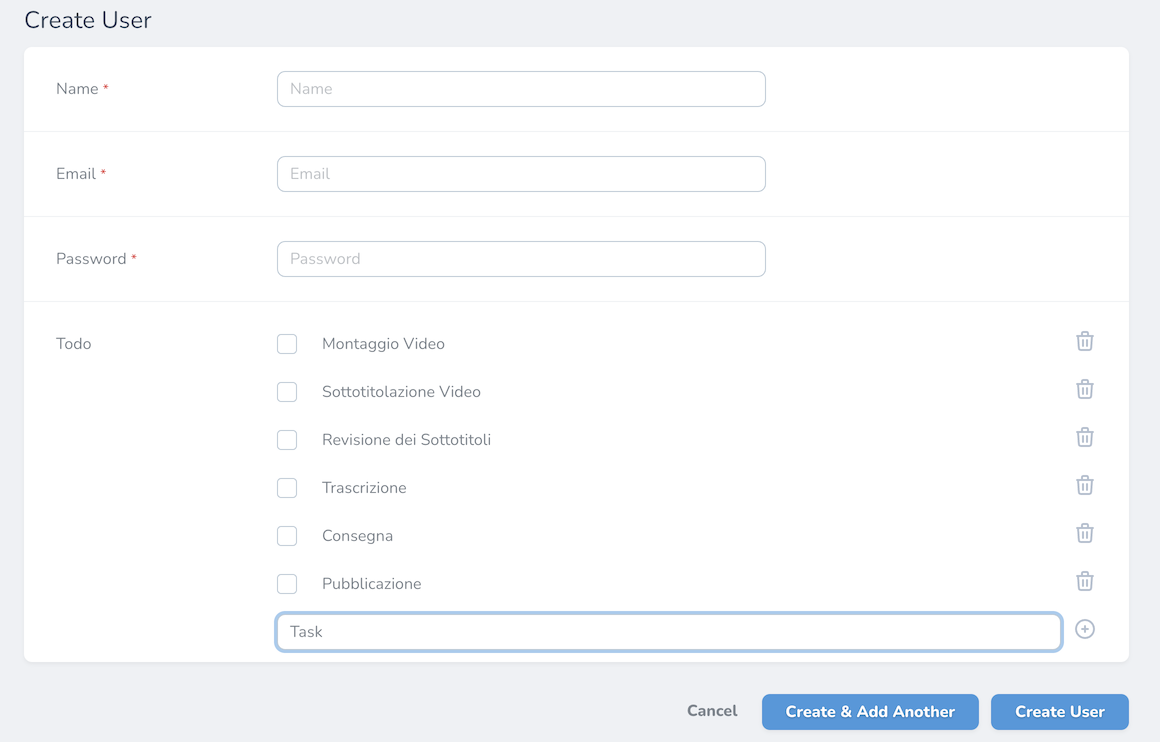 Create User
Name * Name
Email * Email
Password * Password
Todo Montaggio Video
Sottotitolazione Video
Revisione dei Sottotitoli
Trascrizione
Consegna
Pubblicazione
Task
Cancel Create & Add Another Create User